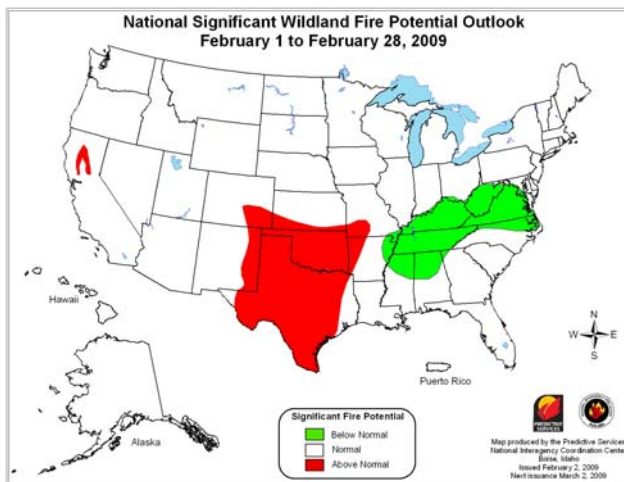 National Significant Wildland Fire Potential Outlook
February 1 to February 28, 2009
Hawaii
Alaska
Puerto Rico
N
W E
S
Significant Fire Potential
Below Normal
Normal
Above Normal
PREDICTIVE
SERVICES
Map produced by the Predictive Services
National Interagency Coordination Center
Boise, Idaho
Issued February 2, 2009
Next issuance March 2, 2009